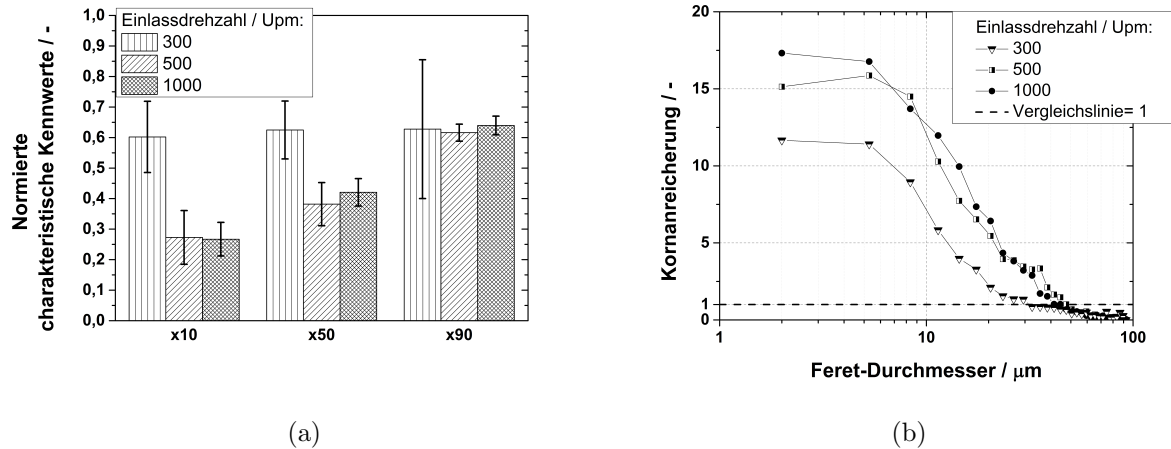 Normierte
charakteristische Kennwerte / -
1,0
0,9
0,8
0,7
0,6
0,5
0,4
0,3
0,2
0,1
0,0
Einlassdrehzahl / Upm:
300
500
1000
x10
x50
x90
(a)
Kornanreicherung / -
20
15
10
5
1
0
Einlassdrehzahl / Upm:
300
500
1000
Vergleichslinie= 1
1
10
100
Feret-Durchmesser / μm
(b)